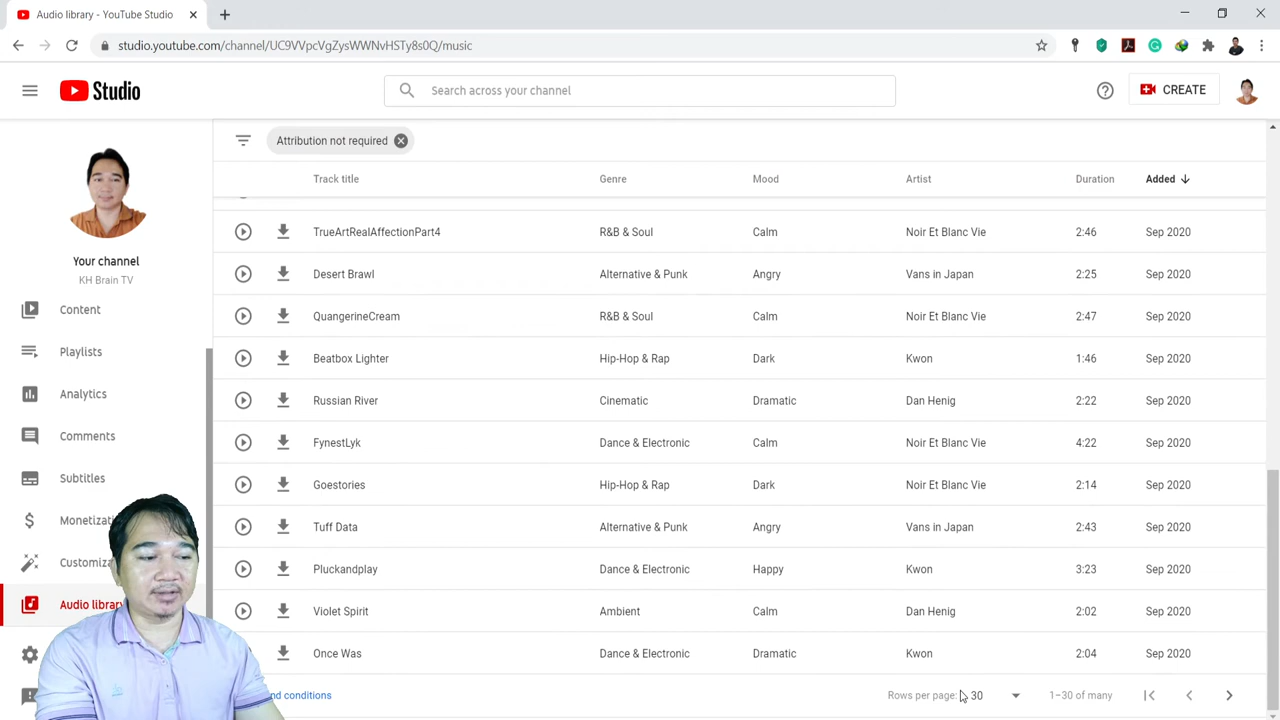 Audio library - YouTube Studio
studio.youtube.com/channel/UC9VVpcVgZysWWNvHSTy8s0Q/music
Studio
Search across your channel
CREATE
Attribution not required
Track title Genre Mood Artist Duration Added
TrueArtRealAffectionPart4 R&B & Soul Calm Noir Et Blanc Vie 2:46 Sep 2020
Desert Brawl Alternative & Punk Angry Vans in Japan 2:25 Sep 2020
QuangerineCream R&B & Soul Calm Noir Et Blanc Vie 2:47 Sep 2020
Beatbox Lighter Hip-Hop & Rap Dark Kwon 1:46 Sep 2020
Russian River Cinematic Dramatic Dan Henig 2:22 Sep 2020
FynestLyk Dance & Electronic Calm Noir Et Blanc Vie 4:22 Sep 2020
Goestories Hip-Hop & Rap Dark Noir Et Blanc Vie 2:14 Sep 2020
Tuff Data Alternative & Punk Angry Vans in Japan 2:43 Sep 2020
Pluckandplay Dance & Electronic Happy Kwon 3:23 Sep 2020
Violet Spirit Ambient Calm Dan Henig 2:02 Sep 2020
Once Was Dance & Electronic Dramatic Kwon 2:04 Sep 2020
Your channel
KH Brain TV
Content
Playlists
Analytics
Comments
Subtitles
Monetizat
Customiza
Audio library
nd conditions
Rows per page: 30 1–30 of many